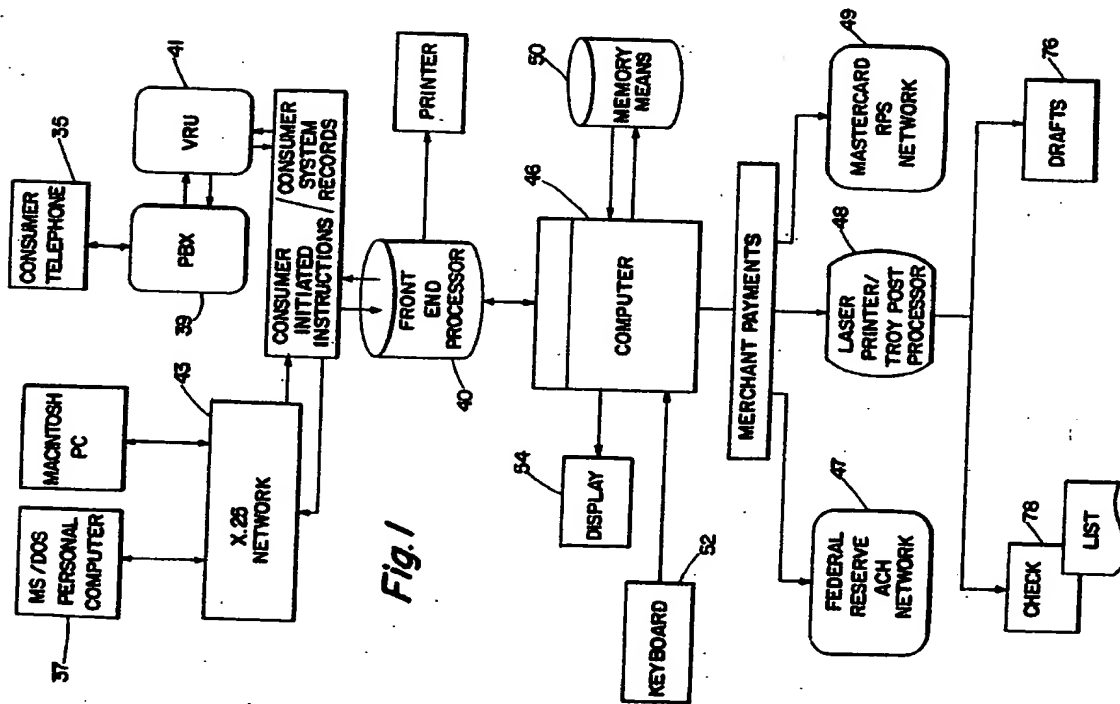 CONSUMER
TELEPHONE
35
PBX
39
VRU
41
MS/DOS
PERSONAL
COMPUTER
37
MACINTOSH
PC
X.25
NETWORK
43
CONSUMER
INITIATED
INSTRUCTIONS
/CONSUMER
/SYSTEM
/RECORDS
FRONT
END
PROCESSOR
40
PRINTER
Fig. 1
COMPUTER
46
MEMORY
MEANS
50
DISPLAY
54
KEYBOARD
52
MERCHANT PAYMENTS
FEDERAL
RESERVE
ACH
NETWORK
47
LASER
PRINTER/
TROY POST
PROCESSOR
48
MASTERCARD
RPS
NETWORK
49
CHECK
78
LIST
DRAFTS
76